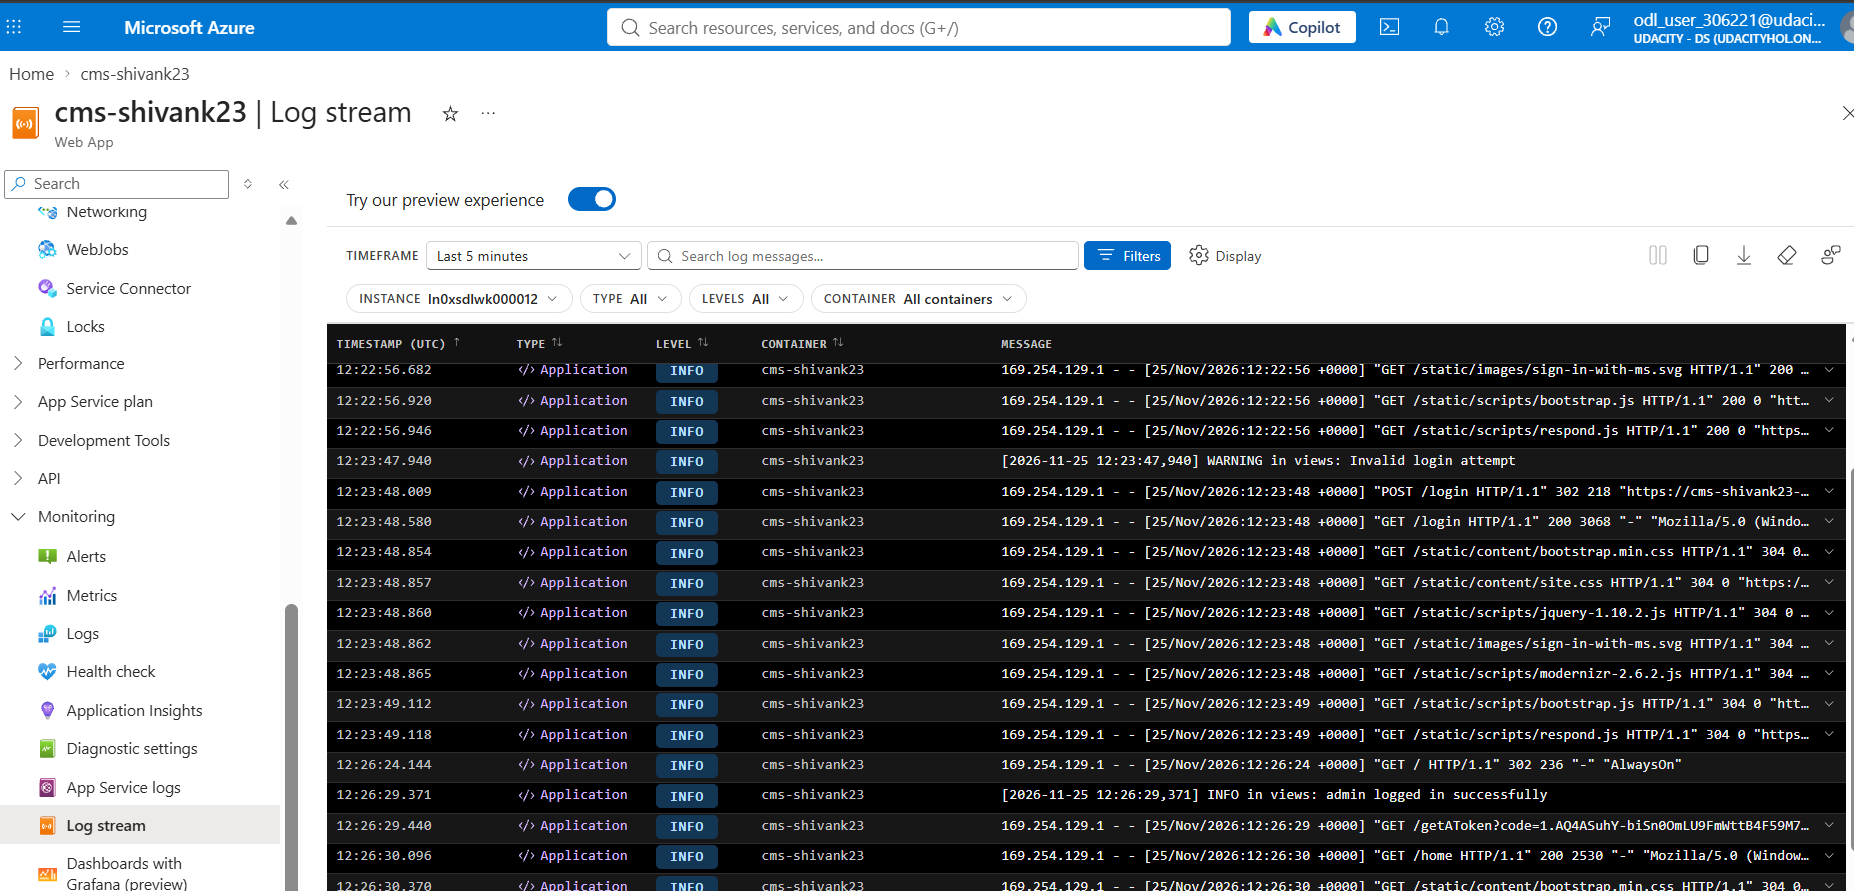 Microsoft Azure
Search resources, services, and docs (G+/)
Copilot
odl_user_306221@udaci...
UDACITY - DS (UDACITYHOL.ON...
Home > cms-shivank23
cms-shivank23 | Log stream
Web App
Search
Networking
WebJobs
Service Connector
Locks
Performance
App Service plan
Development Tools
API
Monitoring
Alerts
Metrics
Logs
Health check
Application Insights
Diagnostic settings
App Service logs
Log stream
Dashboards with
Grafana (preview)
Try our preview experience
TIMEFRAME Last 5 minutes Search log messages... Filters Display
INSTANCE ln0xsdlwk000012 TYPE All LEVELS All CONTAINER All containers
TIMESTAMP (UTC) TYPE LEVEL CONTAINER MESSAGE
12:22:56.682 </> Application INFO cms-shivank23 169.254.129.1 - - [25/Nov/2026:12:22:56 +0000] "GET /static/images/sign-in-with-ms.svg HTTP/1.1" 200 ...
12:22:56.920 </> Application INFO cms-shivank23 169.254.129.1 - - [25/Nov/2026:12:22:56 +0000] "GET /static/scripts/bootstrap.js HTTP/1.1" 200 0 "htt...
12:22:56.946 </> Application INFO cms-shivank23 169.254.129.1 - - [25/Nov/2026:12:22:56 +0000] "GET /static/scripts/respond.js HTTP/1.1" 200 0 "https...
12:23:47.940 </> Application INFO cms-shivank23 [2026-11-25 12:23:47,940] WARNING in views: Invalid login attempt
12:23:48.009 </> Application INFO cms-shivank23 169.254.129.1 - - [25/Nov/2026:12:23:48 +0000] "POST /login HTTP/1.1" 302 218 "https://cms-shivank23-...
12:23:48.580 </> Application INFO cms-shivank23 169.254.129.1 - - [25/Nov/2026:12:23:48 +0000] "GET /login HTTP/1.1" 200 3068 "-" "Mozilla/5.0 (Windo...
12:23:48.854 </> Application INFO cms-shivank23 169.254.129.1 - - [25/Nov/2026:12:23:48 +0000] "GET /static/content/bootstrap.min.css HTTP/1.1" 304 0...
12:23:48.857 </> Application INFO cms-shivank23 169.254.129.1 - - [25/Nov/2026:12:23:48 +0000] "GET /static/content/site.css HTTP/1.1" 304 0 "https:/...
12:23:48.860 </> Application INFO cms-shivank23 169.254.129.1 - - [25/Nov/2026:12:23:48 +0000] "GET /static/scripts/jquery-1.10.2.js HTTP/1.1" 304 0 ...
12:23:48.862 </> Application INFO cms-shivank23 169.254.129.1 - - [25/Nov/2026:12:23:48 +0000] "GET /static/images/sign-in-with-ms.svg HTTP/1.1" 304 ...
12:23:48.865 </> Application INFO cms-shivank23 169.254.129.1 - - [25/Nov/2026:12:23:48 +0000] "GET /static/scripts/modernizr-2.6.2.js HTTP/1.1" 304 ...
12:23:49.112 </> Application INFO cms-shivank23 169.254.129.1 - - [25/Nov/2026:12:23:49 +0000] "GET /static/scripts/bootstrap.js HTTP/1.1" 304 0 "htt...
12:23:49.118 </> Application INFO cms-shivank23 169.254.129.1 - - [25/Nov/2026:12:23:49 +0000] "GET /static/scripts/respond.js HTTP/1.1" 304 0 "https...
12:26:24.144 </> Application INFO cms-shivank23 169.254.129.1 - - [25/Nov/2026:12:26:24 +0000] "GET / HTTP/1.1" 302 236 "-" "AlwaysOn"
12:26:29.371 </> Application INFO cms-shivank23 [2026-11-25 12:26:29,371] INFO in views: admin logged in successfully
12:26:29.440 </> Application INFO cms-shivank23 169.254.129.1 - - [25/Nov/2026:12:26:29 +0000] "GET /getAToken?code=1.AQ4ASuhY-biSn0OmLU9FmWttB4F59M7...
12:26:30.096 </> Application INFO cms-shivank23 169.254.129.1 - - [25/Nov/2026:12:26:30 +0000] "GET /home HTTP/1.1" 200 2530 "-" "Mozilla/5.0 (Window...
12:26:30.370 </> Application INFO cms-shivank23 169.254.129.1 - - [25/Nov/2026:12:26:30 +0000] "GET /static/content/bootstrap.min.css HTTP/1.1" 304 0...